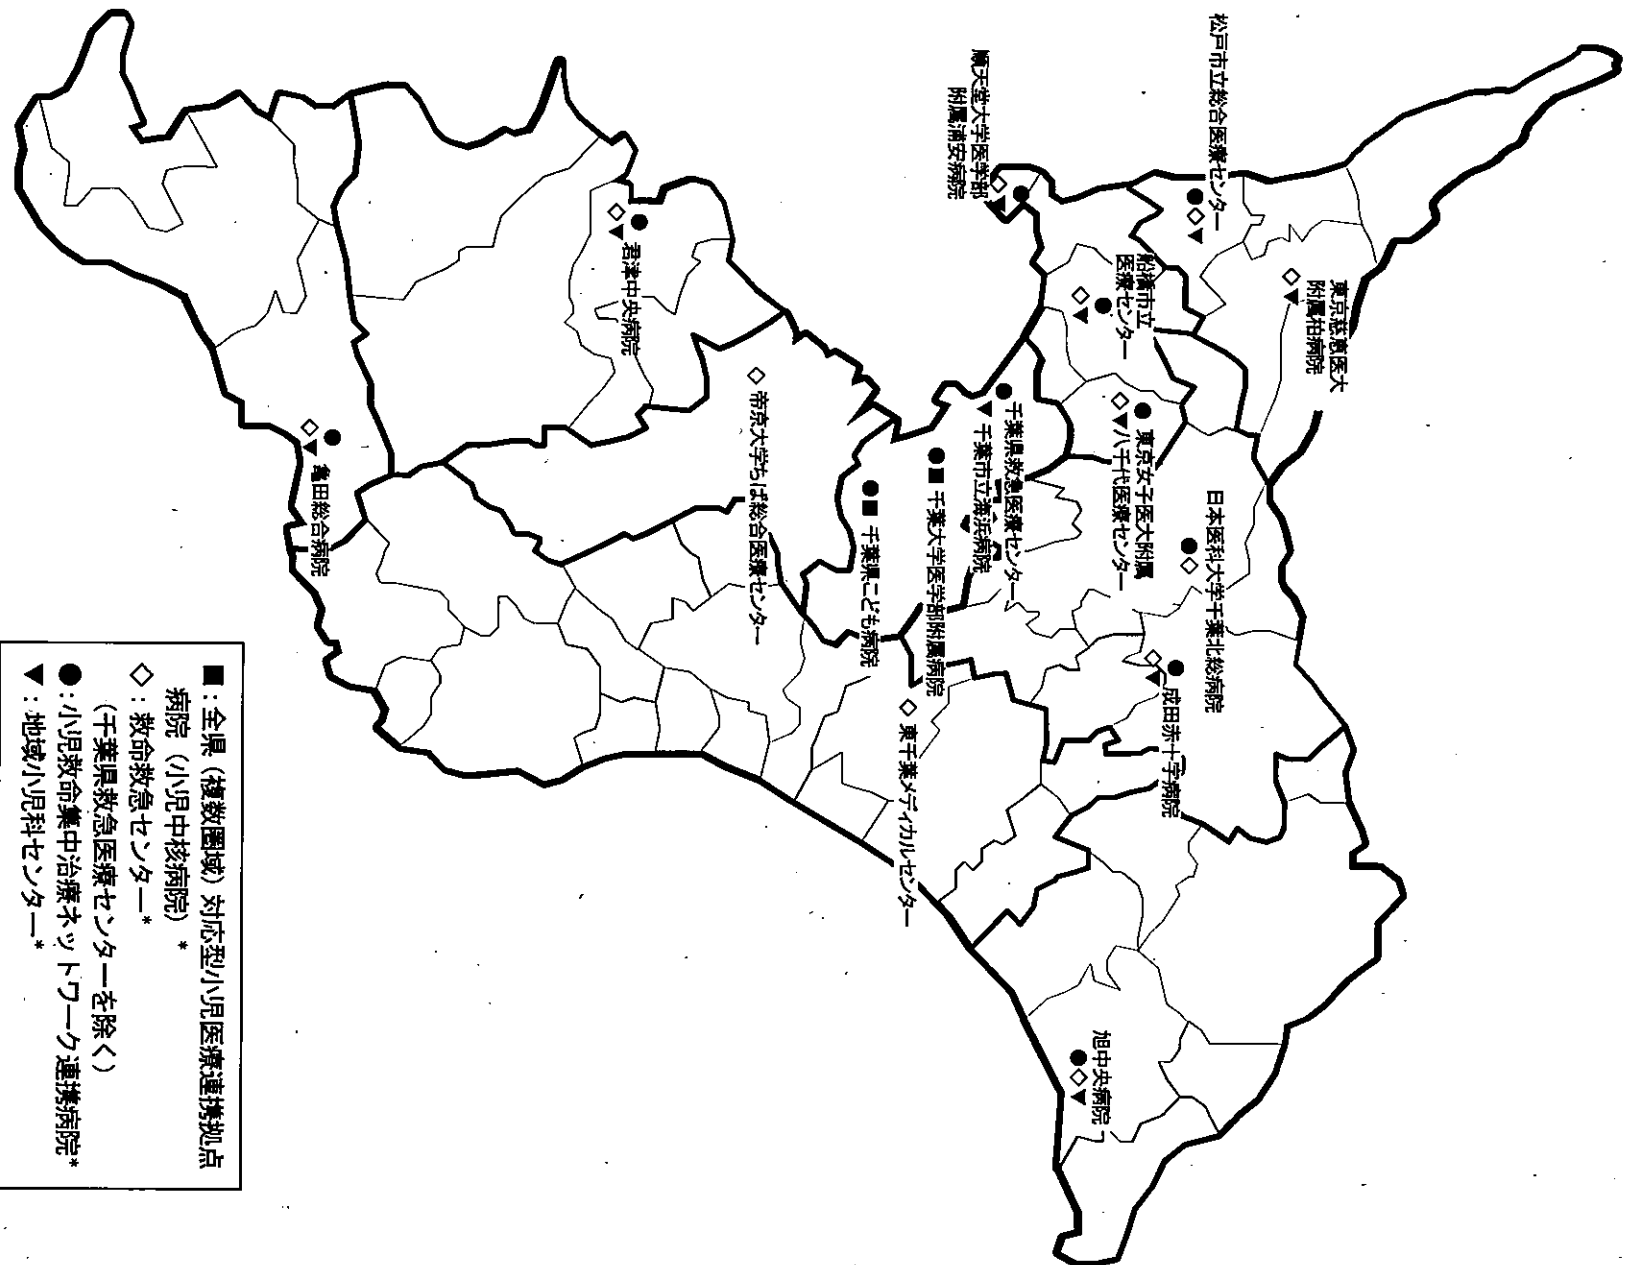 松戸市立総合医療センター
●◇▼
順天堂大学医学部
附属浦安病院
●
◇▼
東京慈恵医大
附属柏病院
◇▼
船橋市立
医療センター
●
◇▼
君津中央病院
●
◇▼
東京女子医大附属
八千代医療センター
●
◇▼
日本医科大学千葉北総病院
●◇
● 千葉県救急医療センター
▼ 千葉市立海浜病院
●■ 千葉大学医学部附属病院
●■ 千葉県こども病院
◇ 帝京大学ちば総合医療センター
亀田総合病院
●
◇▼
成田赤十字病院
●
◇▼
◇ 東千葉メディカルセンター
旭中央病院
●◇▼
■：全県（複数圏域）対応型小児医療連携拠点
病院（小児中核病院）*
◇：救命救急センター*
（千葉県救急医療センターを除く）
●：小児救命集中治療ネットワーク連携病院*
▼：地域小児科センター*